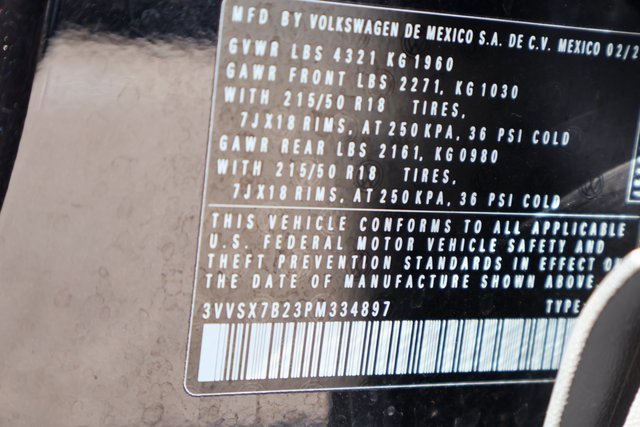 MFD BY VOLKSWAGEN DE MEXICO S.A. DE C.V. MEXICO 02/2
GVWR LBS 4321 KG 1960
GAWR FRONT LBS 2271, KG 1030
WITH 215/50 R18 TIRES,
7JX18 RIMS, AT 250 KPA, 36 PSI COLD
GAWR REAR LBS 2161, KG 0980
WITH 215/50 R18 TIRES,
7JX18 RIMS, AT 250 KPA, 36 PSI COLD
THIS VEHICLE CONFORMS TO ALL APPLICABLE
U.S. FEDERAL MOTOR VEHICLE SAFETY AND
THEFT PREVENTION STANDARDS IN EFFECT ON
THE DATE OF MANUFACTURE SHOWN ABOVE.
3VVSX7B23PM334897 TYPE-